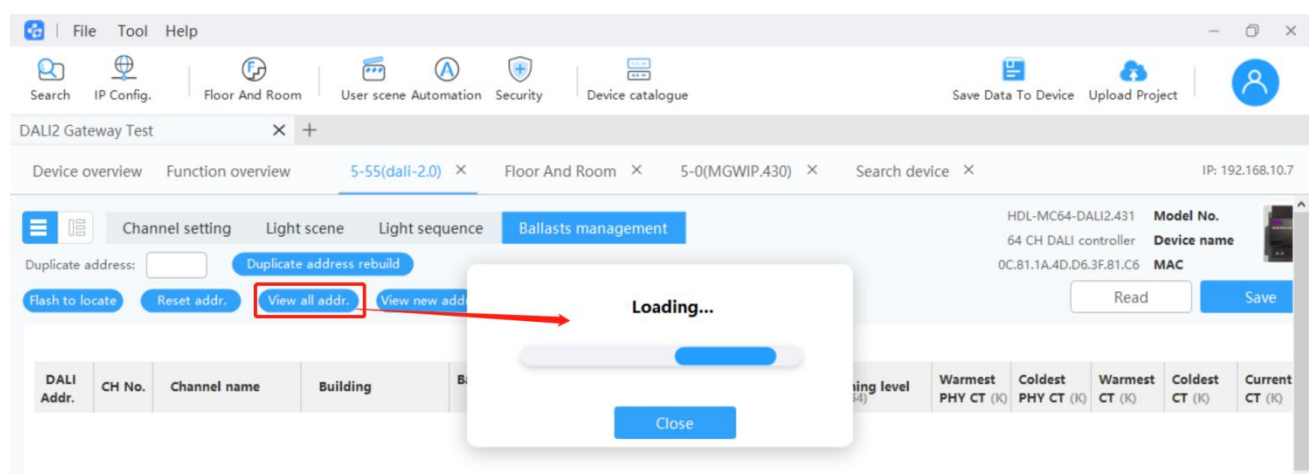 File Tool Help
Search IP Config. Floor And Room User scene Automation Security Device catalogue Save Data To Device Upload Project
DALI2 Gateway Test
Device overview Function overview 5-55(dali-2.0) Floor And Room 5-0(MGWIP.430) Search device IP: 192.168.10.7
Channel setting Light scene Light sequence Ballasts management
HDL-MC64-DALI2.431 Model No.
64 CH DALI controller Device name
0C.81.1A.4D.D6.3F.81.C6 MAC
Duplicate address: Duplicate address rebuild
Flash to locate Reset addr. View all addr. View new Read Save
Loading...
Close
DALI Addr. CH No. Channel name Building level Warmest PHY CT (K) Coldest PHY CT (K) Warmest CT (K) Coldest CT (K) Current CT (K)